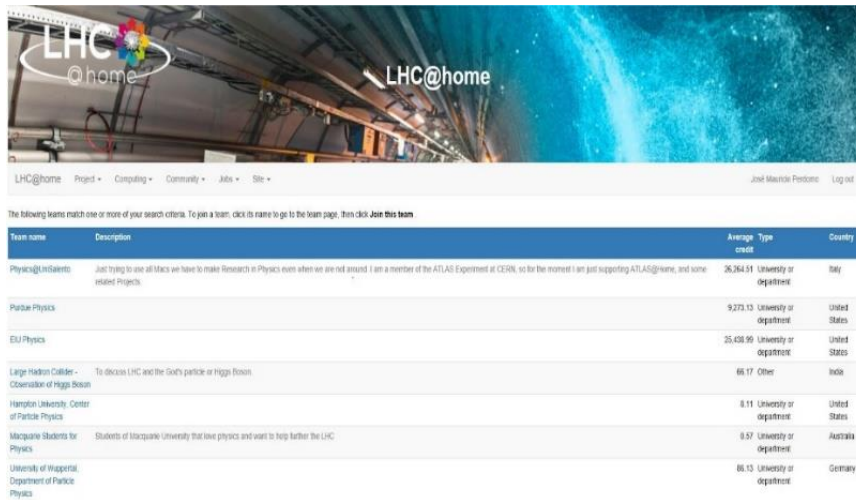 LHC
@home
LHC@home
LHC@home Project Computing Community Jobs Site José Mauricio Perdomo Log out
The following teams match one or more of your search criteria. To join a team, click its name to go to the team page, then click Join this team.
Team name Description Average Type Country
credit
Physics@UniSalento Just trying to use all Macs we have to make Research in Physics even when we are not around. I am a member of the ATLAS Experiment at CERN, so for the moment I am just supporting ATLAS@Home, and some 26,264.51 University or Italy
related Projects. department
Purdue Physics 9,273.13 University or United
department States
EIU Physics 25,438.99 University or United
department States
Large Hadron Collider - To discuss LHC and the God's particle or Higgs Boson. 66.17 Other India
Observation of Higgs Boson
Hampton University, Center 8.11 University or United
of Particle Physics department States
Macquarie Students for Students of Macquarie University that love physics and want to help further the LHC 0.57 University or Australia
Physics department
University of Wuppertal, 86.13 University or Germany
Department of Particle department
Physics